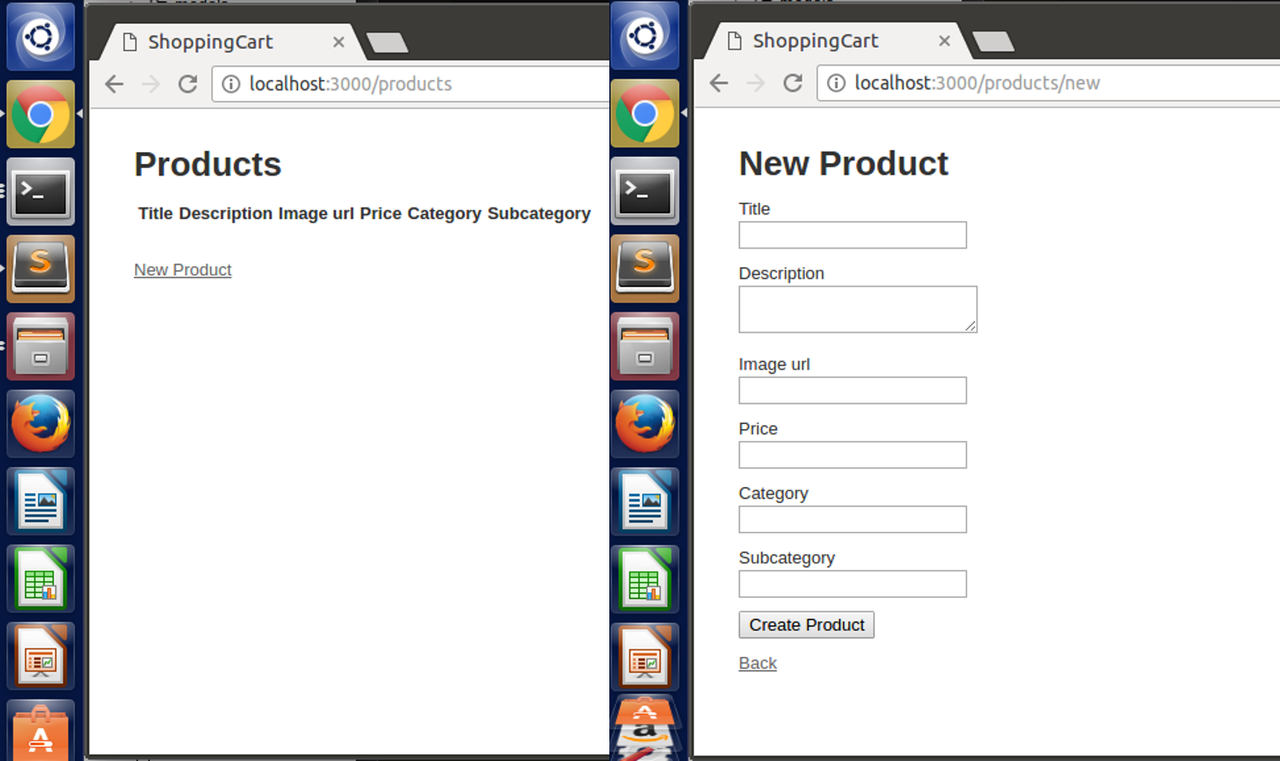 ShoppingCart
localhost:3000/products
Products
Title Description Image url Price Category Subcategory
New Product
ShoppingCart
localhost:3000/products/new
New Product
Title
Description
Image url
Price
Category
Subcategory
Create Product
Back